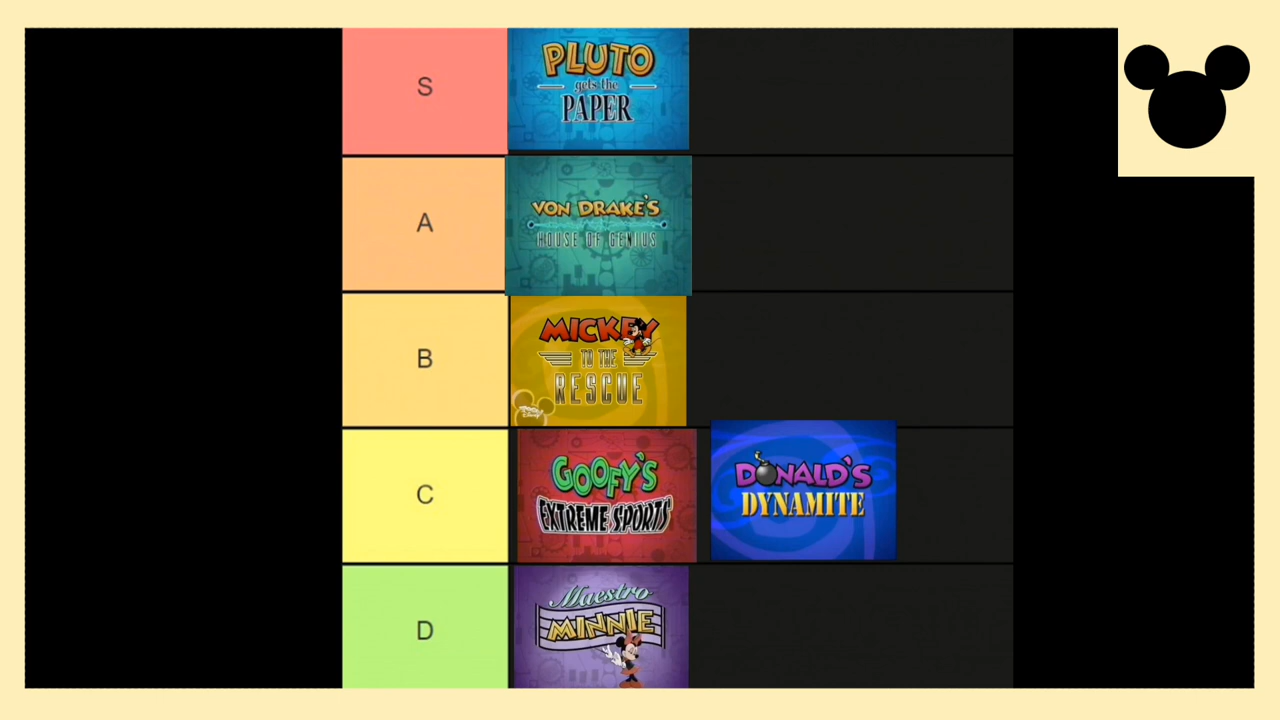 S
PLUTO
gets the
PAPER
A
VON DRAKE'S
HOUSE OF GENIUS
B
MICKEY
TO THE
RESCUE
C
GOOFY'S
EXTREME SPORTS
DONALD'S
DYNAMITE
D
Maestro
MINNIE